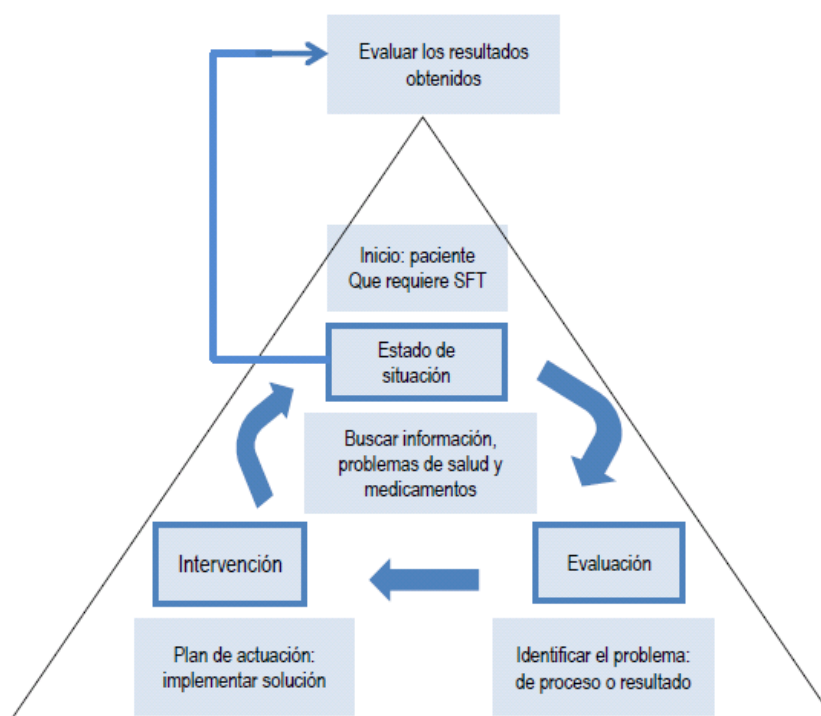 Evaluar los resultados
obtenidos
Inicio: paciente
Que requiere SFT
Estado de
situación
Buscar información,
problemas de salud y
medicamentos
Intervención
Evaluación
Plan de actuación:
implementar solución
Identificar el problema:
de proceso o resultado